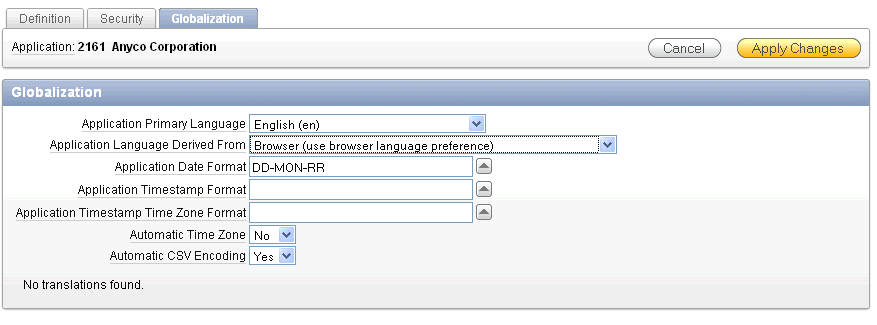 Definition Security Globalization
Application: 2161 Anyco Corporation Cancel Apply Changes
Globalization
Application Primary Language English (en)
Application Language Derived From Browser (use browser language preference)
Application Date Format DD-MON-RR
Application Timestamp Format
Application Timestamp Time Zone Format
Automatic Time Zone No
Automatic CSV Encoding Yes
No translations found.